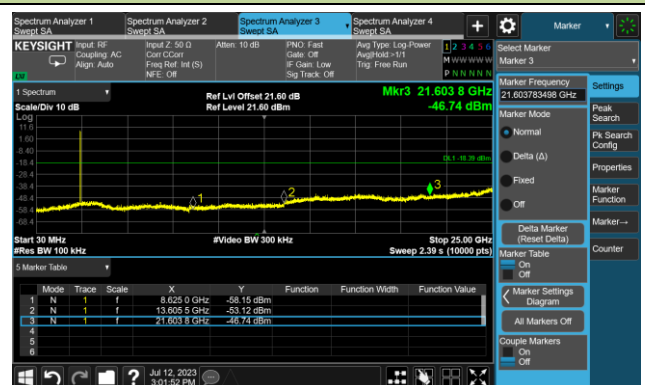 Spectrum Analyzer 1 Swept SA
Spectrum Analyzer 2 Swept SA
Spectrum Analyzer 3 Swept SA
Spectrum Analyzer 4 Swept SA
+
Marker
KEYSIGHT
Input: RF
Coupling: AC
Align: Auto
Input Z: 50 Ω
Corr CCorr
Freq Ref: Int (S)
NFE: Off
Atten: 10 dB
PNO: Fast
Gate: Off
IF Gain: Low
Sig Track: Off
Avg Type: Log-Power
Avg|Hold:>1/1
Trig: Free Run
1 2 3 4 5 6
M W W W W W
P N N N N N
Select Marker
Marker 3
LW
1 Spectrum
Scale/Div 10 dB
Ref Lvl Offset 21.60 dB
Ref Level 21.60 dBm
Mkr3 21.603 8 GHz
-46.74 dBm
Log
11.6
1.60
-8.40
-18.4
-28.4
-38.4
-48.4
-58.4
-68.4
DL1 -18.39 dBm
1
2
3
Start 30 MHz
#Res BW 100 kHz
#Video BW 300 kHz
Stop 25.00 GHz
Sweep 2.39 s (10000 pts)
5 Marker Table
Mode Trace Scale X Y Function Function Width Function Value
1 N 1 f 8.625 0 GHz -58.15 dBm
2 N 1 f 13.605 5 GHz -53.12 dBm
3 N 1 f 21.603 8 GHz -46.74 dBm
4
5
6
Marker Frequency
21.603783498 GHz
Marker Mode
Normal
Delta (Δ)
Fixed
Off
Delta Marker
(Reset Delta)
Marker Table
On
Off
Marker Settings
Diagram
All Markers Off
Couple Markers
On
Off
Settings
Peak
Search
Pk Search
Config
Properties
Marker
Function
Marker→
Counter
?
Jul 12, 2023
3:01:52 PM